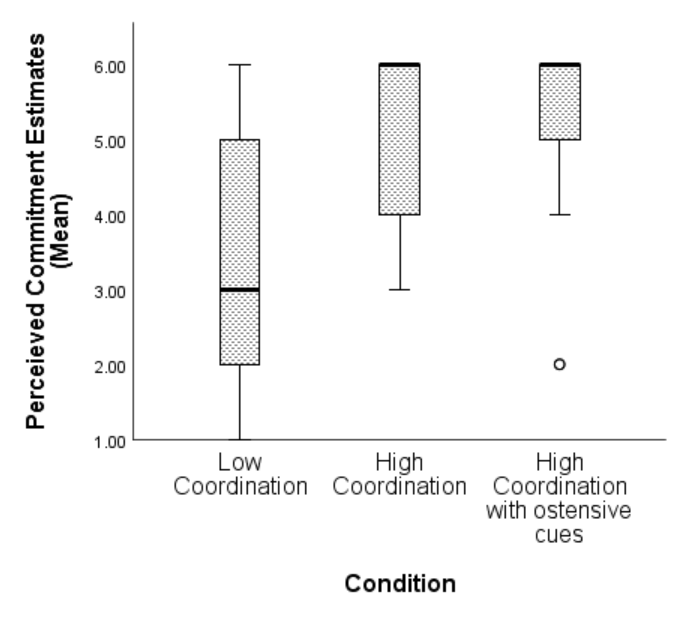 Perceieved Commitment Estimates
(Mean)
6.00
5.00
4.00
3.00
2.00
1.00
Low
Coordination
High
Coordination
High
Coordination
with ostensive
cues
Condition